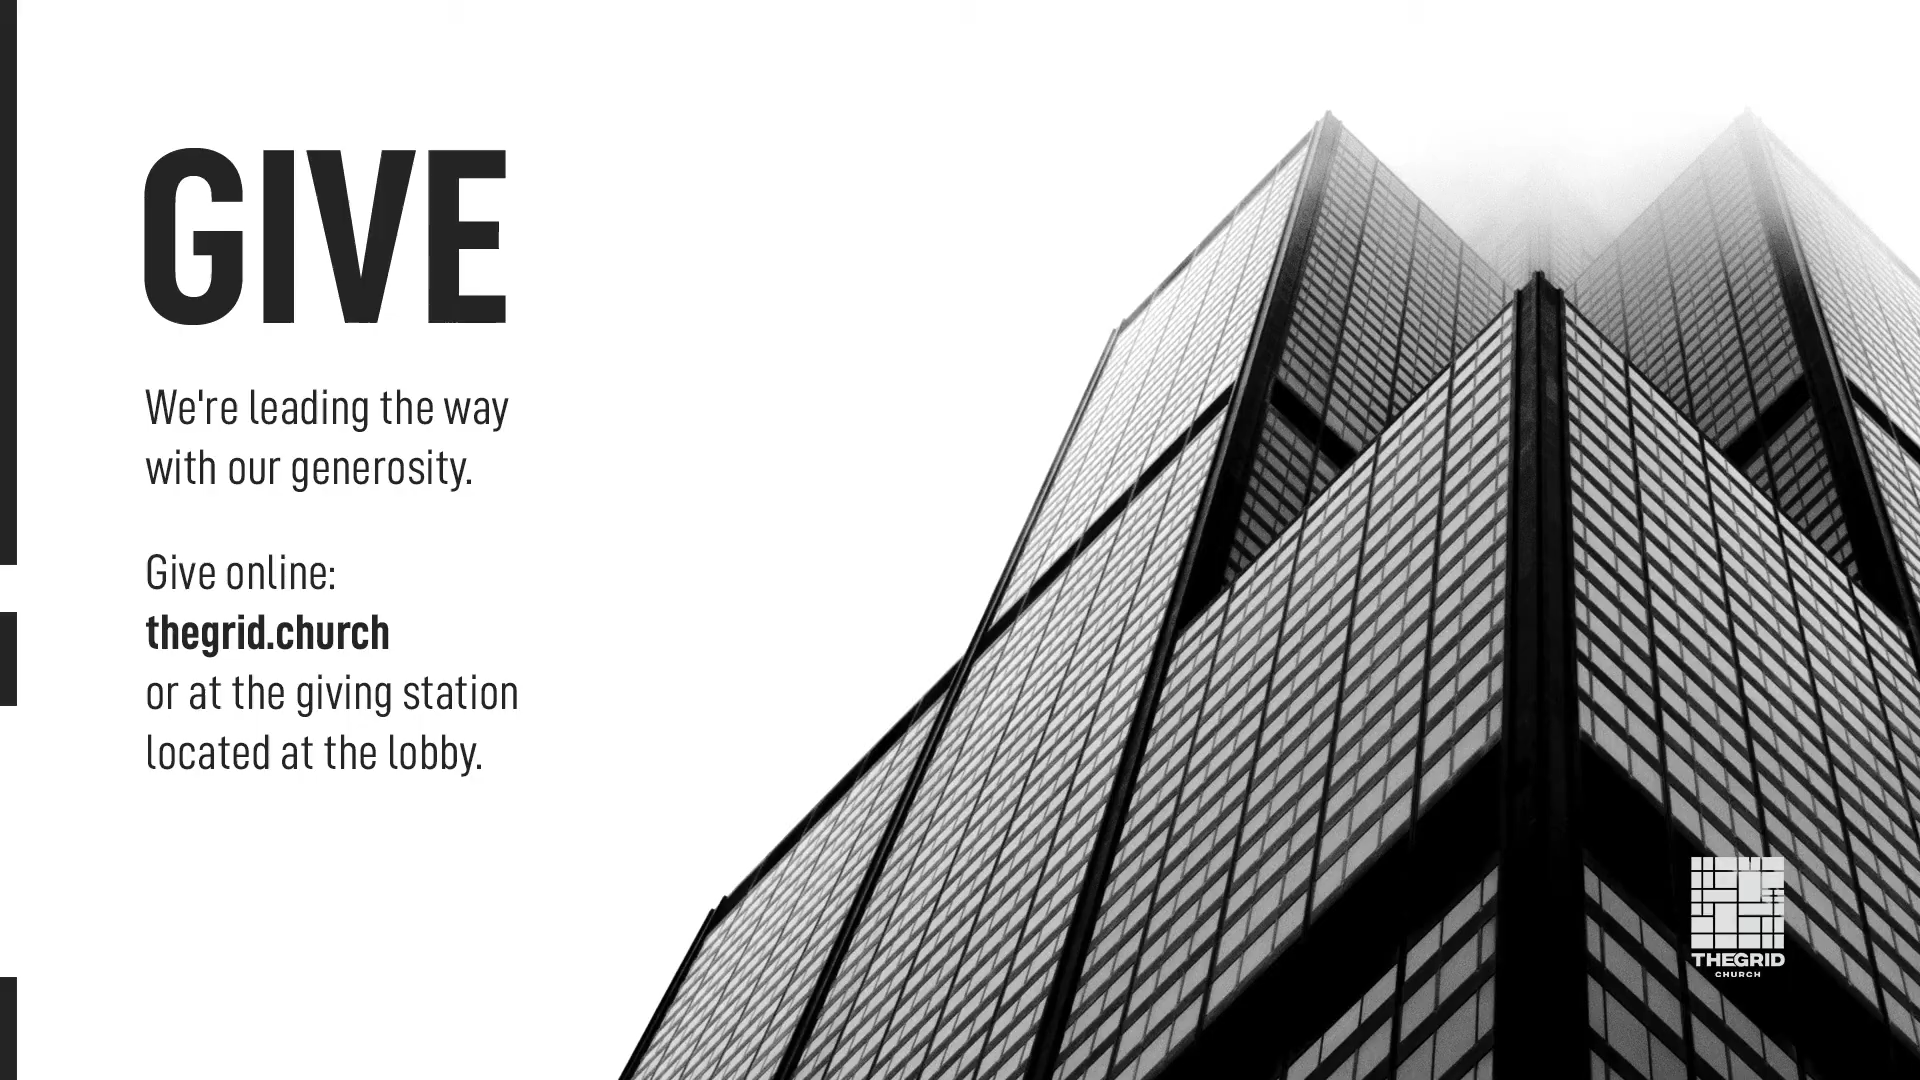 GIVE
We're leading the way
with our generosity.
Give online:
thegrid.church
or at the giving station
located at the lobby.
THEGRID
CHURCH